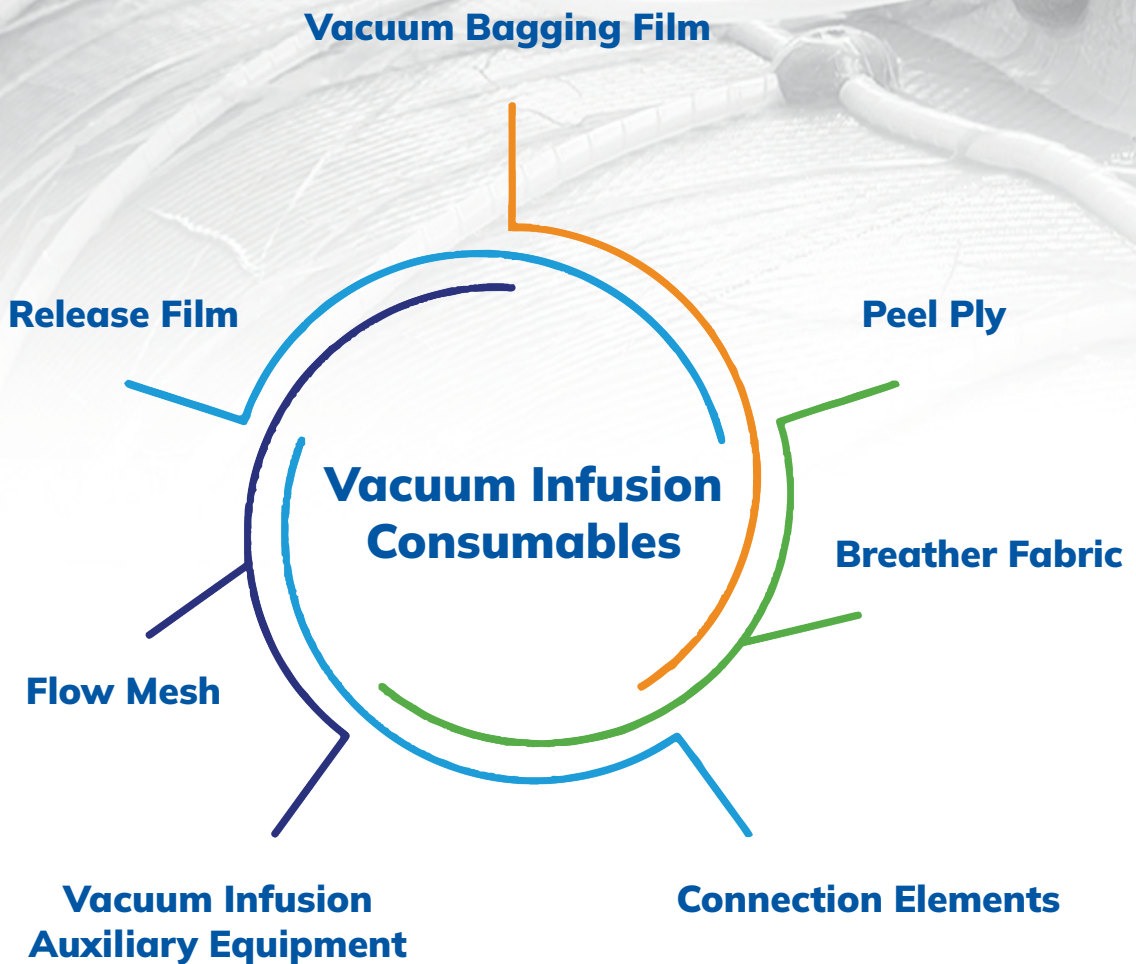 Vacuum Bagging Film
Release Film
Peel Ply
Vacuum Infusion
Consumables
Breather Fabric
Flow Mesh
Vacuum Infusion
Auxiliary Equipment
Connection Elements